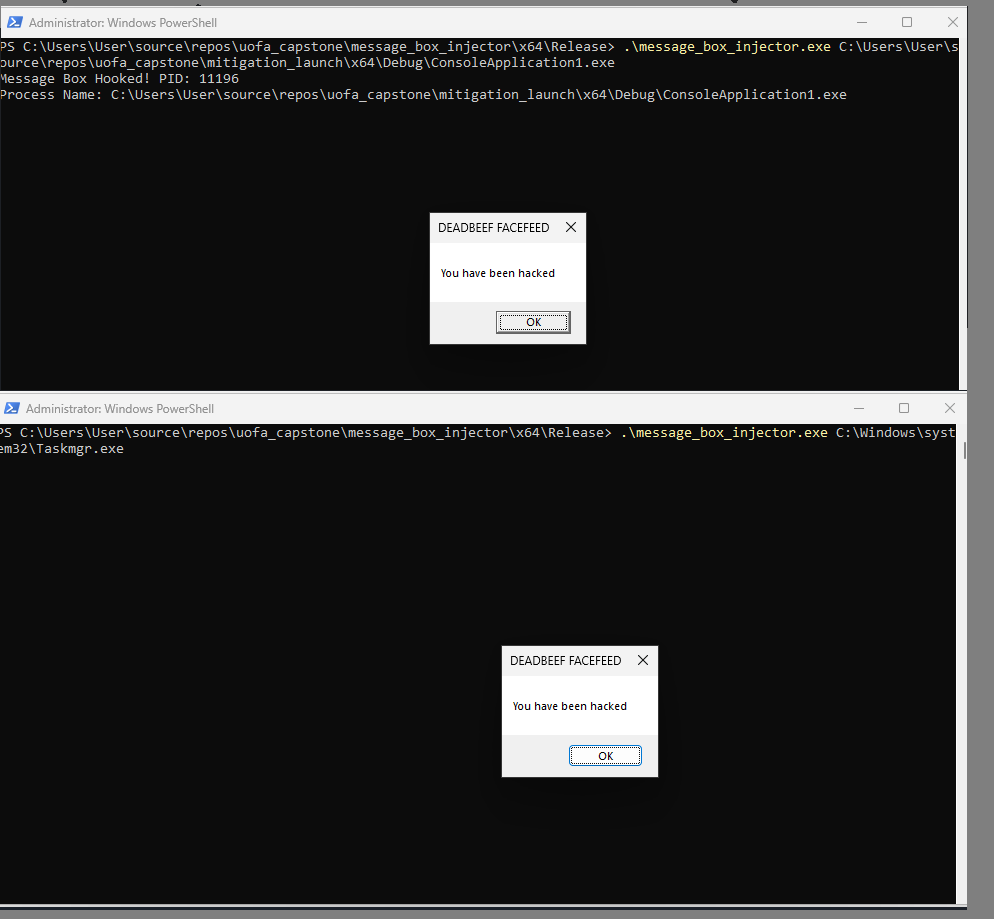 Administrator: Windows PowerShell
PS C:\Users\User\source\repos\uofa_capstone\message_box_injector\x64\Release> .\message_box_injector.exe C:\Users\User\s
ource\repos\uofa_capstone\mitigation_launch\x64\Debug\ConsoleApplication1.exe
Message Box Hooked! PID: 11196
Process Name: C:\Users\User\source\repos\uofa_capstone\mitigation_launch\x64\Debug\ConsoleApplication1.exe
DEADBEEF FACEFEED
You have been hacked
OK
Administrator: Windows PowerShell
PS C:\Users\User\source\repos\uofa_capstone\message_box_injector\x64\Release> .\message_box_injector.exe C:\Windows\syst
em32\Taskmgr.exe
DEADBEEF FACEFEED
You have been hacked
OK